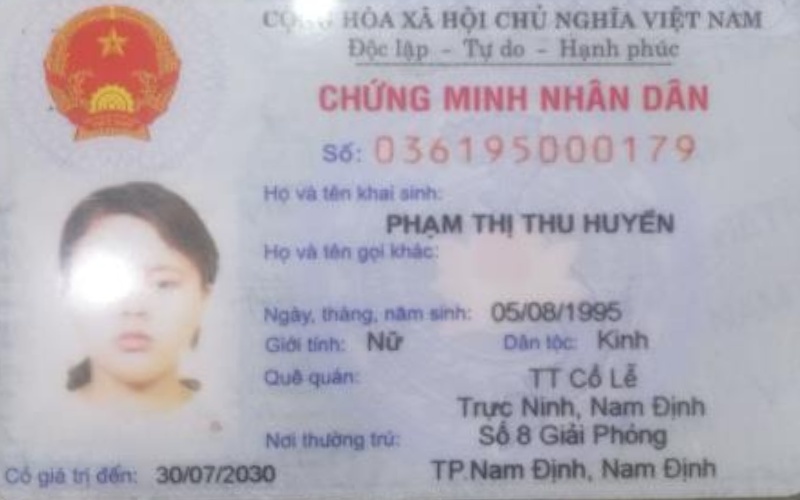 CỘNG HÒA XÃ HỘI CHỦ NGHĨA VIỆT NAM
Độc lập - Tự do - Hạnh phúc
CHỨNG MINH NHÂN DÂN
Số: 036195000179
Họ và tên khai sinh:
PHẠM THỊ THU HUYỀN
Họ và tên gọi khác:
Ngày, tháng, năm sinh: 05/08/1995
Giới tính: Nữ Dân tộc: Kinh
Quê quán: TT Cổ Lễ
Trực Ninh, Nam Định
Nơi thường trú: Số 8 Giải Phóng
TP.Nam Định, Nam Định
Có giá trị đến: 30/07/2030